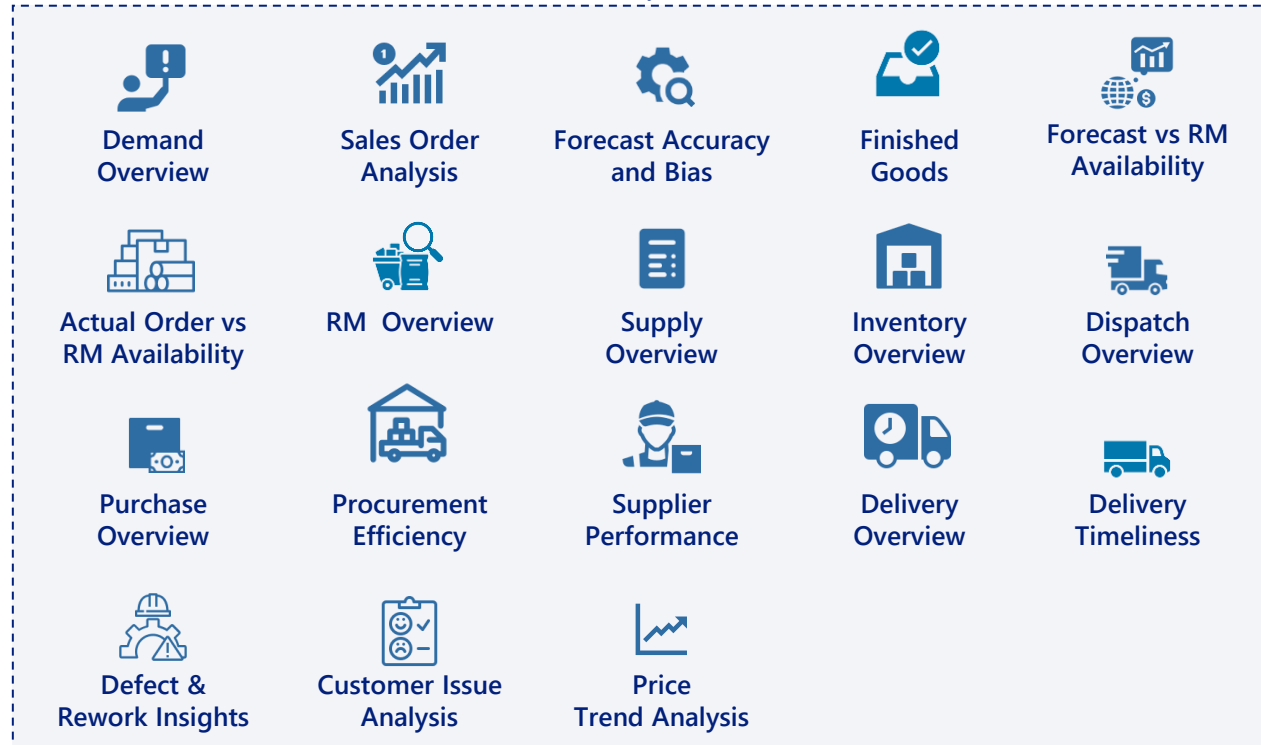 Demand
Overview
Sales Order
Analysis
Forecast Accuracy
and Bias
Finished
Goods
Forecast vs RM
Availability
Actual Order vs
RM Availability
RM Overview
Supply
Overview
Inventory
Overview
Dispatch
Overview
Purchase
Overview
Procurement
Efficiency
Supplier
Performance
Delivery
Overview
Delivery
Timeliness
Defect &
Rework Insights
Customer Issue
Analysis
Price
Trend Analysis